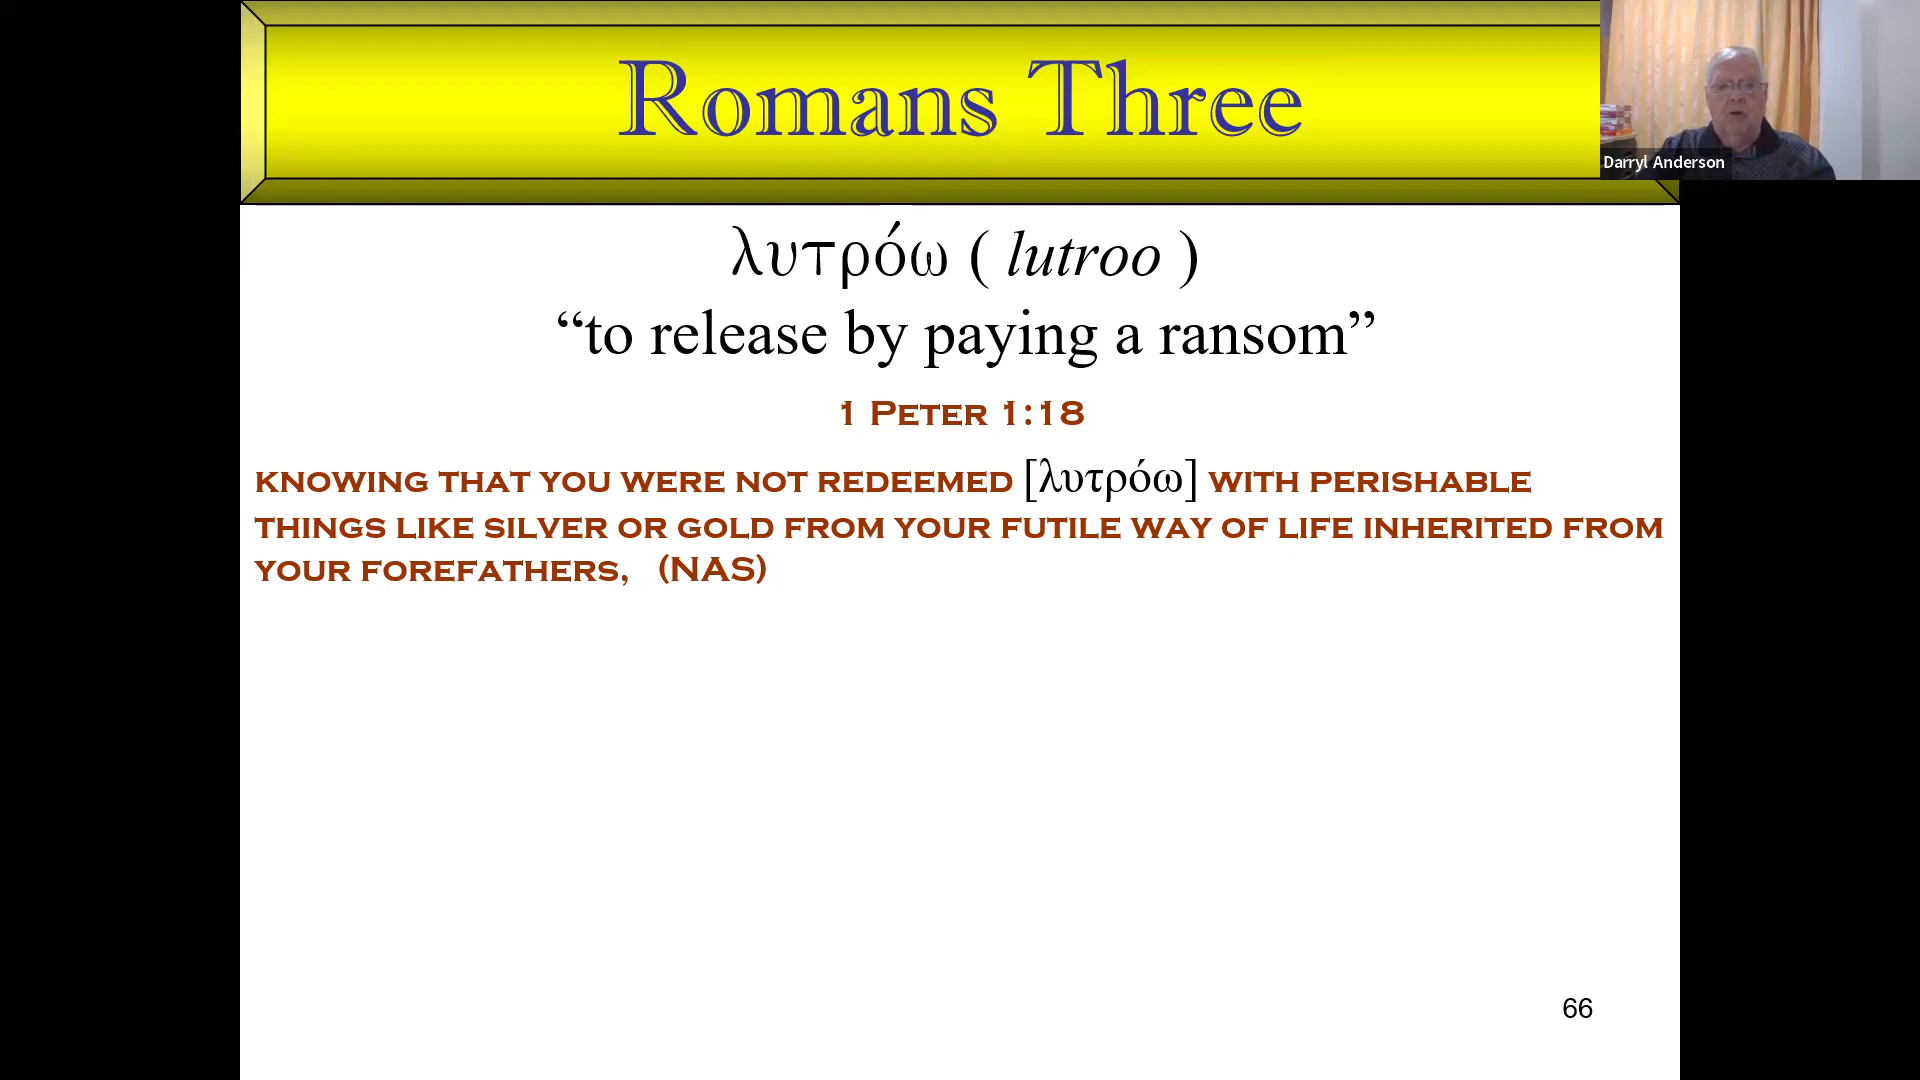 Romans Three
Darryl Anderson
λυτρόω ( lutroo )
“to release by paying a ransom”
1 Peter 1:18
knowing that you were not redeemed [λυτρόω] with perishable
things like silver or gold from your futile way of life inherited from
your forefathers, (NAS)
66